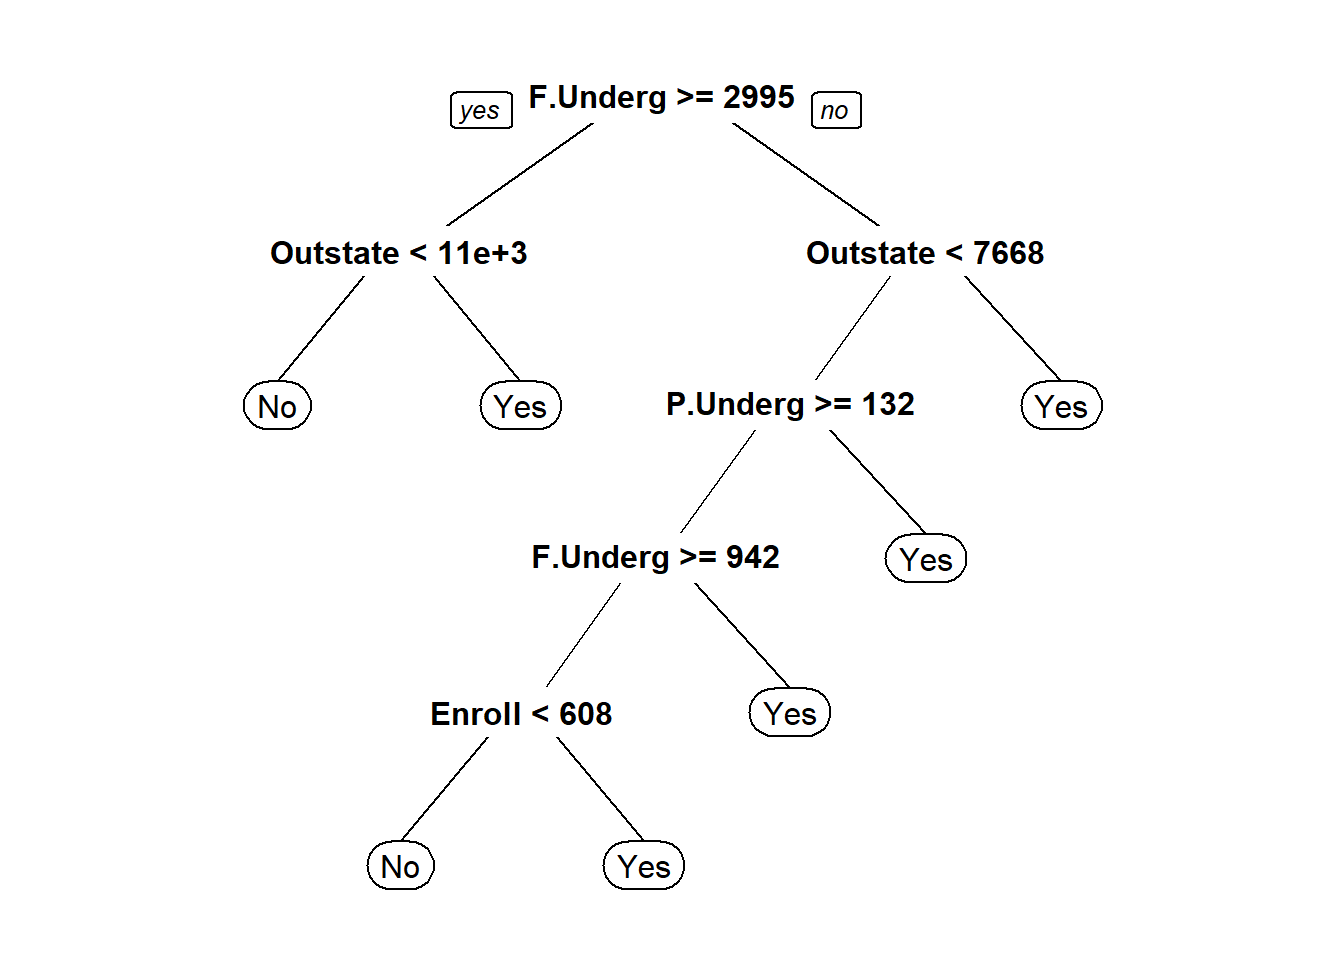 yes F.Underg >= 2995 no
Outstate < 11e+3 Outstate < 7668
No Yes P.Underg >= 132 Yes
F.Underg >= 942 Yes
Enroll < 608 Yes
No Yes